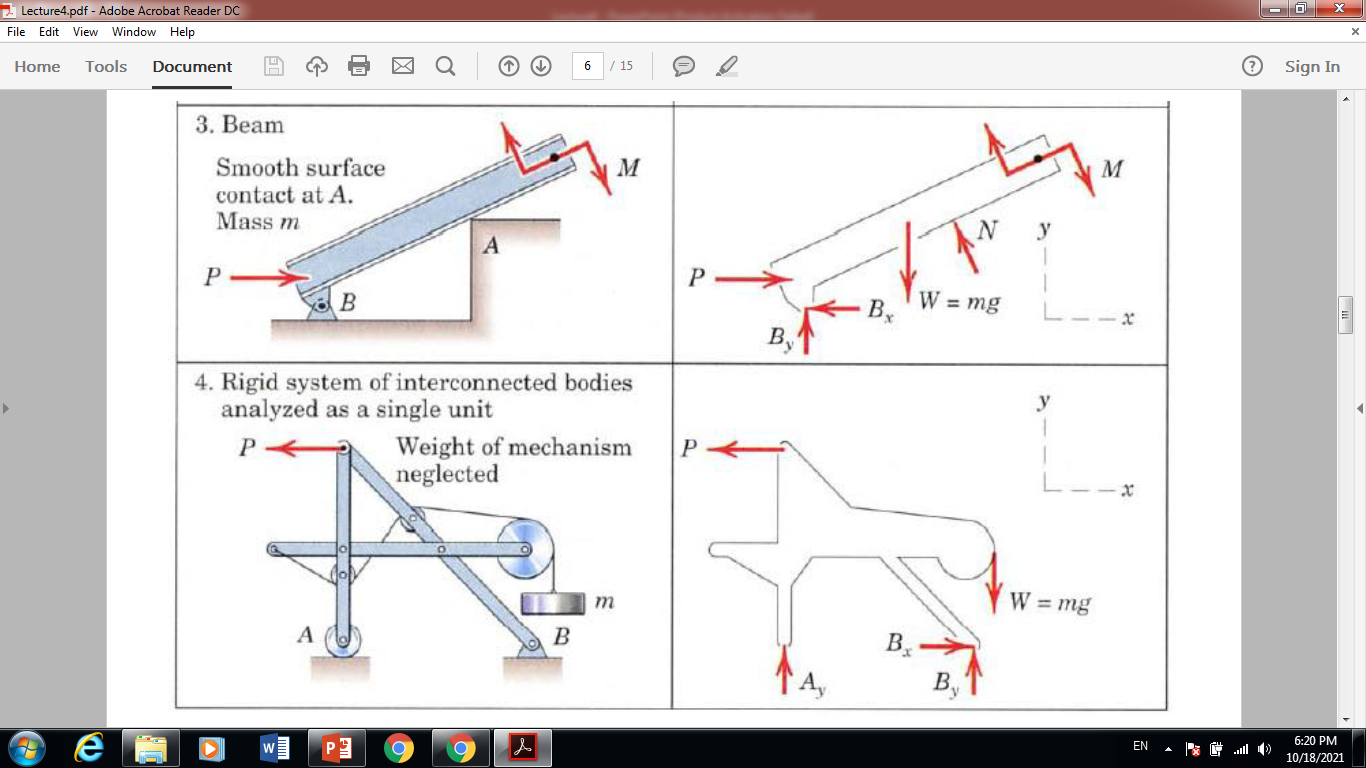 Lecture4.pdf - Adobe Acrobat Reader DC
File Edit View Window Help
Home Tools Document 6 / 15 Sign In
3. Beam
Smooth surface
contact at A.
Mass m
M
A
P
B
M
N
y
P
W = mg
B_x
x
B_y
4. Rigid system of interconnected bodies
analyzed as a single unit
P
Weight of mechanism
neglected
m
A
B
y
P
x
W = mg
B_x
A_y
B_y
EN
6:20 PM
10/18/2021